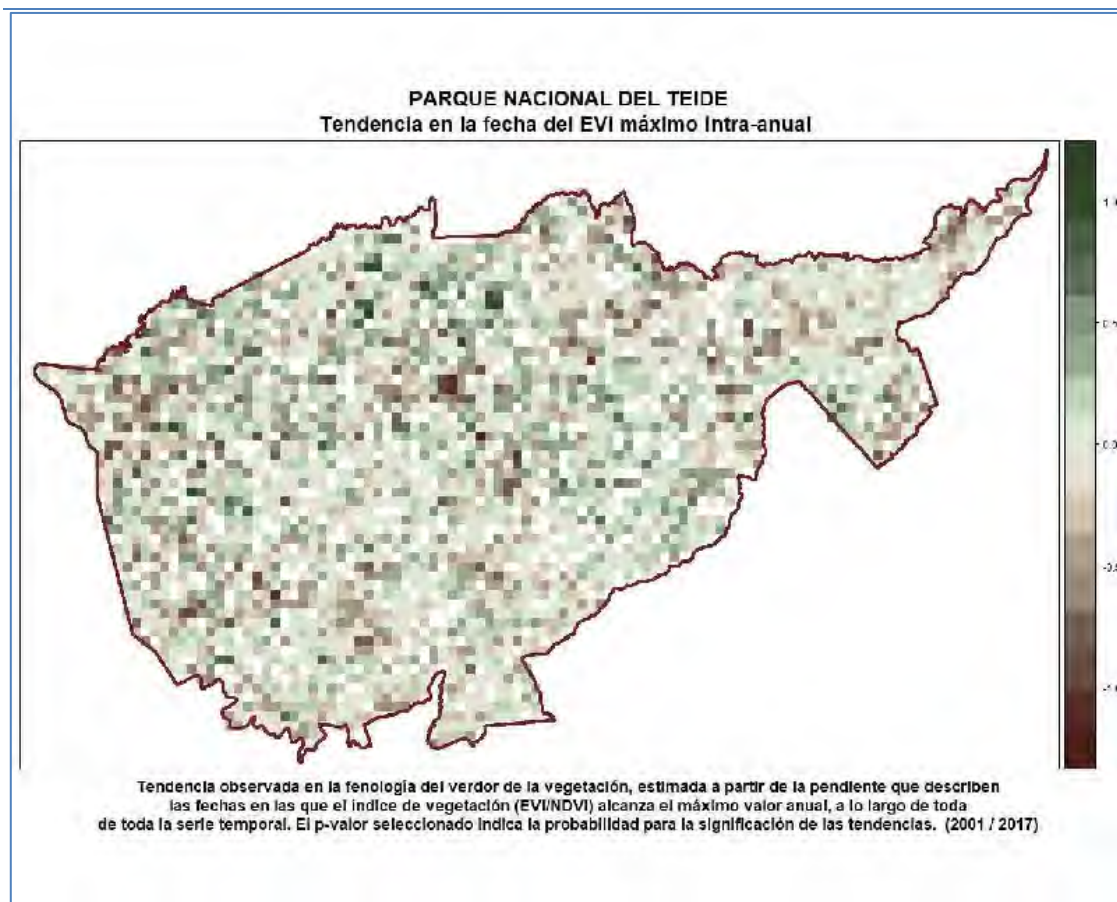 PARQUE NACIONAL DEL TEIDE
Tendencia en la fecha del EVI máximo intra-anual
0.0
Tendencia observada en la fenología del verdor de la vegetación, estimada a partir de la pendiente que describen
las fechas en las que el índice de vegetación (EVI/NDVI) alcanza el máximo valor anual, a lo largo de toda
de toda la serie temporal. El p-valor seleccionado indica la probabilidad para la significación de las tendencias. (2001 / 2017)